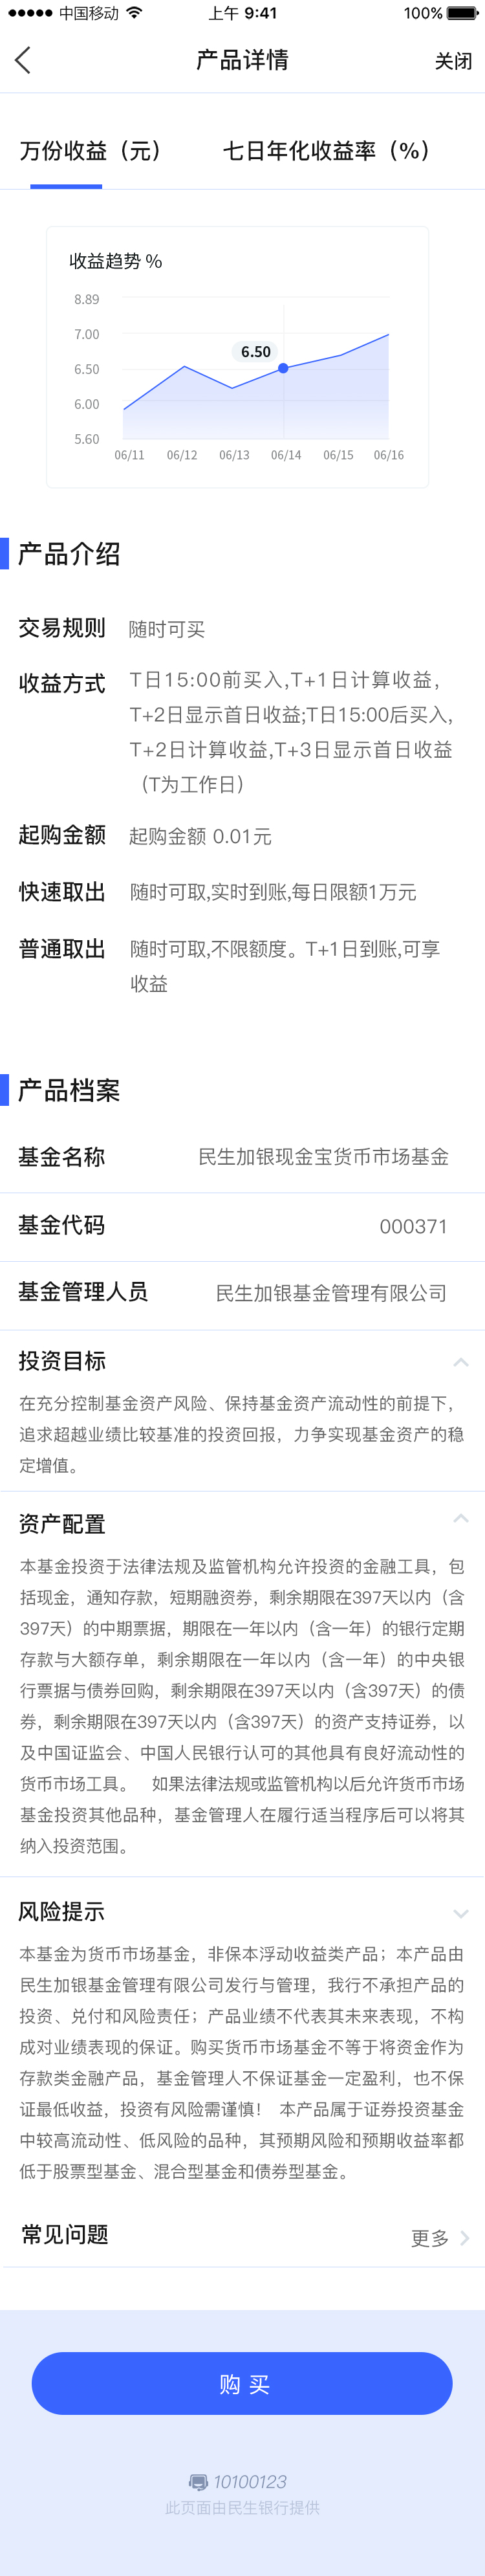 中国移动 上午 9:41 100%
产品详情 关闭
万份收益（元） 七日年化收益率（%）
收益趋势 %
8.89
7.00
6.50
6.50
6.00
5.60
06/11 06/12 06/13 06/14 06/15 06/16
产品介绍
交易规则 随时可买
收益方式 T日15:00前买入,T+1日计算收益，
T+2日显示首日收益;T日15:00后买入,
T+2日计算收益,T+3日显示首日收益
（T为工作日）
起购金额 起购金额 0.01元
快速取出 随时可取,实时到账,每日限额1万元
普通取出 随时可取,不限额度。T+1日到账,可享
收益
产品档案
基金名称 民生加银现金宝货币市场基金
基金代码 000371
基金管理人员 民生加银基金管理有限公司
投资目标
在充分控制基金资产风险、保持基金资产流动性的前提下，
追求超越业绩比较基准的投资回报，力争实现基金资产的稳
定增值。
资产配置
本基金投资于法律法规及监管机构允许投资的金融工具，包
括现金，通知存款，短期融资券，剩余期限在397天以内（含
397天）的中期票据，期限在一年以内（含一年）的银行定期
存款与大额存单，剩余期限在一年以内（含一年）的中央银
行票据与债券回购，剩余期限在397天以内（含397天）的债
券，剩余期限在397天以内（含397天）的资产支持证券，以
及中国证监会、中国人民银行认可的其他具有良好流动性的
货币市场工具。 如果法律法规或监管机构以后允许货币市场
基金投资其他品种，基金管理人在履行适当程序后可以将其
纳入投资范围。
风险提示
本基金为货币市场基金，非保本浮动收益类产品；本产品由
民生加银基金管理有限公司发行与管理，我行不承担产品的
投资、兑付和风险责任；产品业绩不代表其未来表现，不构
成对业绩表现的保证。购买货币市场基金不等于将资金作为
存款类金融产品，基金管理人不保证基金一定盈利，也不保
证最低收益，投资有风险需谨慎！ 本产品属于证券投资基金
中较高流动性、低风险的品种，其预期风险和预期收益率都
低于股票型基金、混合型基金和债券型基金。
常见问题 更多
购 买
10100123
此页面由民生银行提供